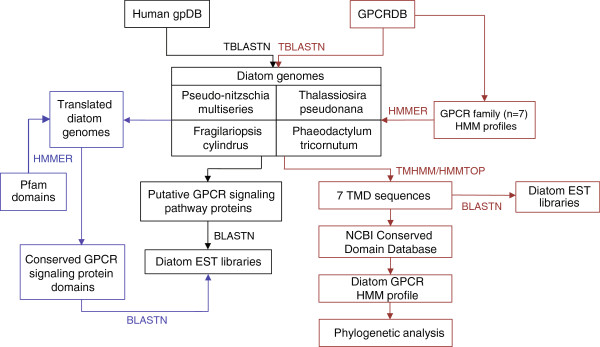 Human gpDB
GPCRDB
TBLASTN
TBLASTN
Diatom genomes
Pseudo-nitzschia
multiseries
Thalassiosira
pseudonana
Fragilariopsis
cylindrus
Phaeodactylum
tricornutum
HMMER
GPCR family (n=7)
HMM profiles
Translated
diatom
genomes
HMMER
Pfam
domains
Putative GPCR signaling
pathway proteins
TMHMM/HMMTOP
7 TMD sequences
BLASTN
Diatom EST
libraries
BLASTN
NCBI Conserved
Domain Database
Conserved GPCR
signaling protein
domains
Diatom EST libraries
Diatom GPCR
HMM profile
BLASTN
Phylogenetic analysis